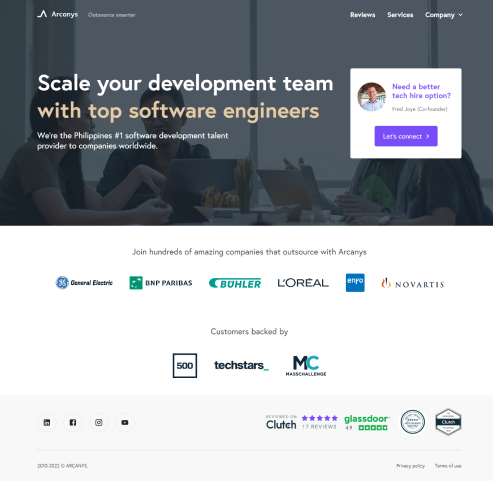 Arcanys
Outsource smarter
Reviews Services Company
Scale your development team
with top software engineers
We're the Philippines #1 software development talent
provider to companies worldwide.
Need a better
tech hire option?
Fred Joye (Co-founder)
Let's connect
Join hundreds of amazing companies that outsource with Arcanys
General Electric
BNP PARIBAS
BÜHLER
L'ORÉAL
enfo
NOVARTIS
Customers backed by
500
techstars_
MC
MASSCHALLENGE
REVIEWED ON
Clutch
17 REVIEWS
glassdoor
4.9
Clutch
2010-2022 © ARCANYS.
Privacy policy Terms of use